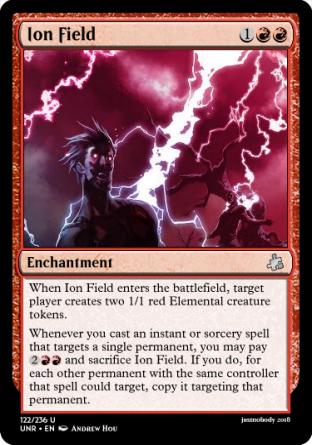 Ion Field 1
Enchantment
When Ion Field enters the battlefield, target
player creates two 1/1 red Elemental creature
tokens.
Whenever you cast an instant or sorcery spell
that targets a single permanent, you may pay
2 and sacrifice Ion Field. If you do, for
each other permanent with the same controller
that spell could target, copy it targeting that
permanent.
122/236 U
justnobody 2018
UNR • EN Andrew Hou